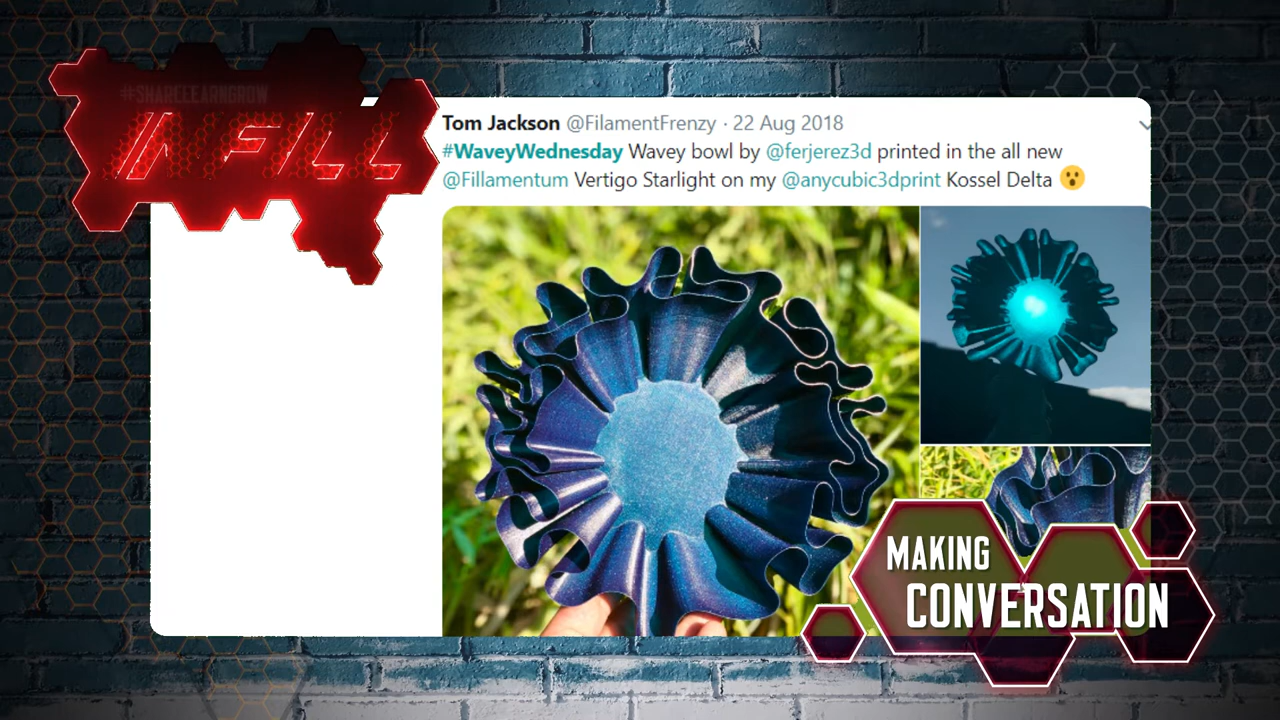 #SHARELEARNGROW
INFILL
Tom Jackson @FilamentFrenzy · 22 Aug 2018
#WaveyWednesday Wavey bowl by @ferjerez3d printed in the all new
@Fillamentum Vertigo Starlight on my @anycubic3dprint Kossel Delta 😮
MAKING
CONVERSATION